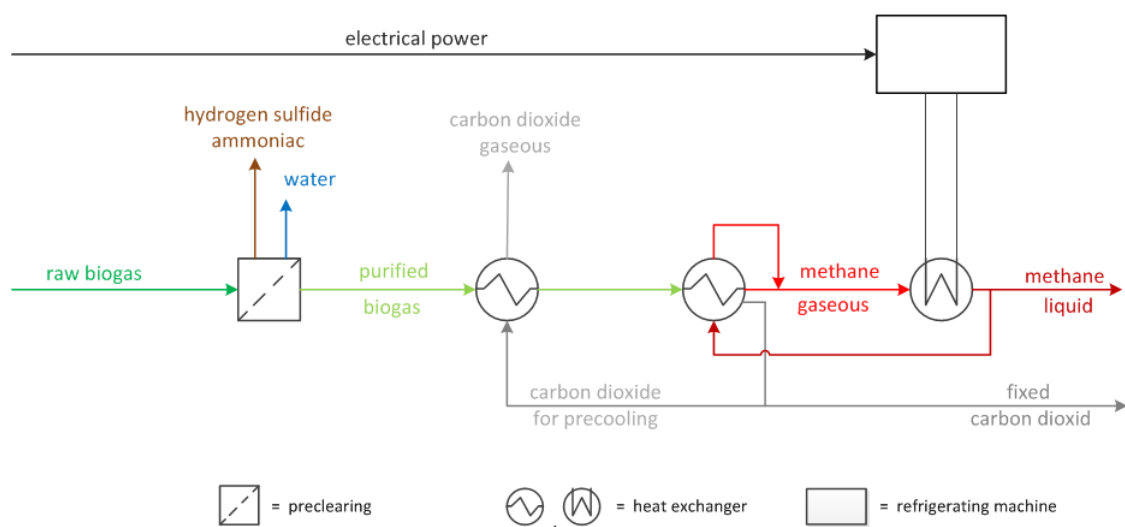 electrical power
hydrogen sulfide
ammoniac
water
carbon dioxide
gaseous
raw biogas
purified
biogas
methane
gaseous
methane
liquid
carbon dioxide
for precooling
fixed
carbon dioxid
= preclearing
= heat exchanger
= refrigerating machine